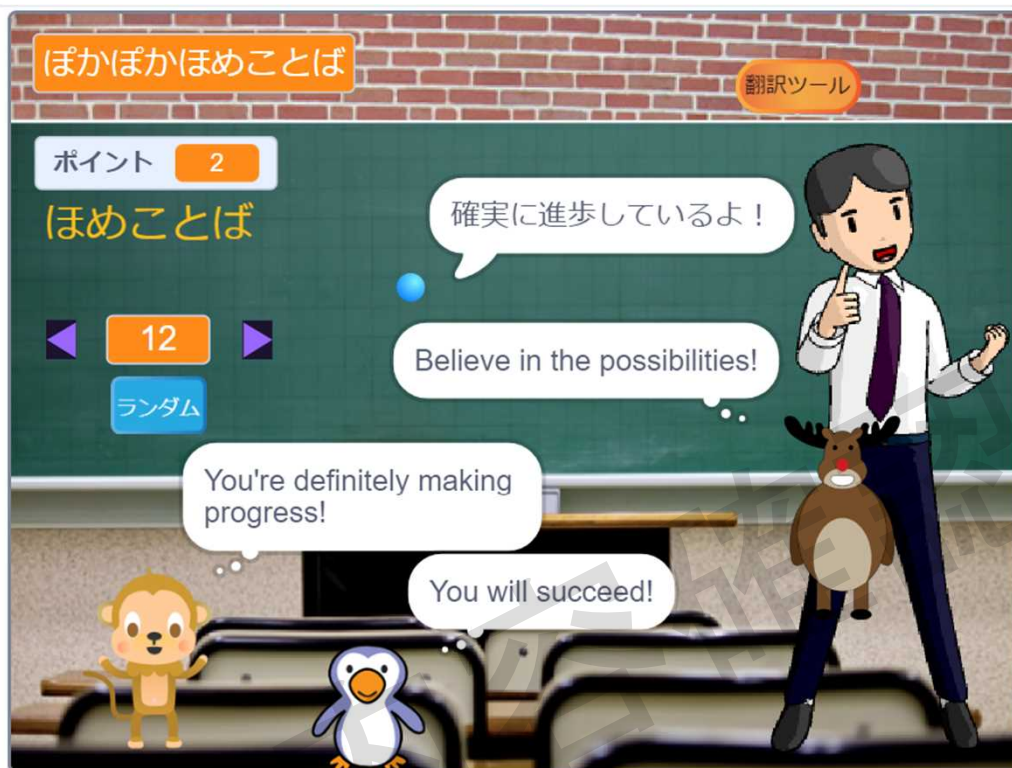 ぽかぽかほめことば
翻訳ツール
ポイント 2
ほめことば
確実に進歩しているよ！
12
Believe in the possibilities!
ランダム
You're definitely making
progress!
You will succeed!